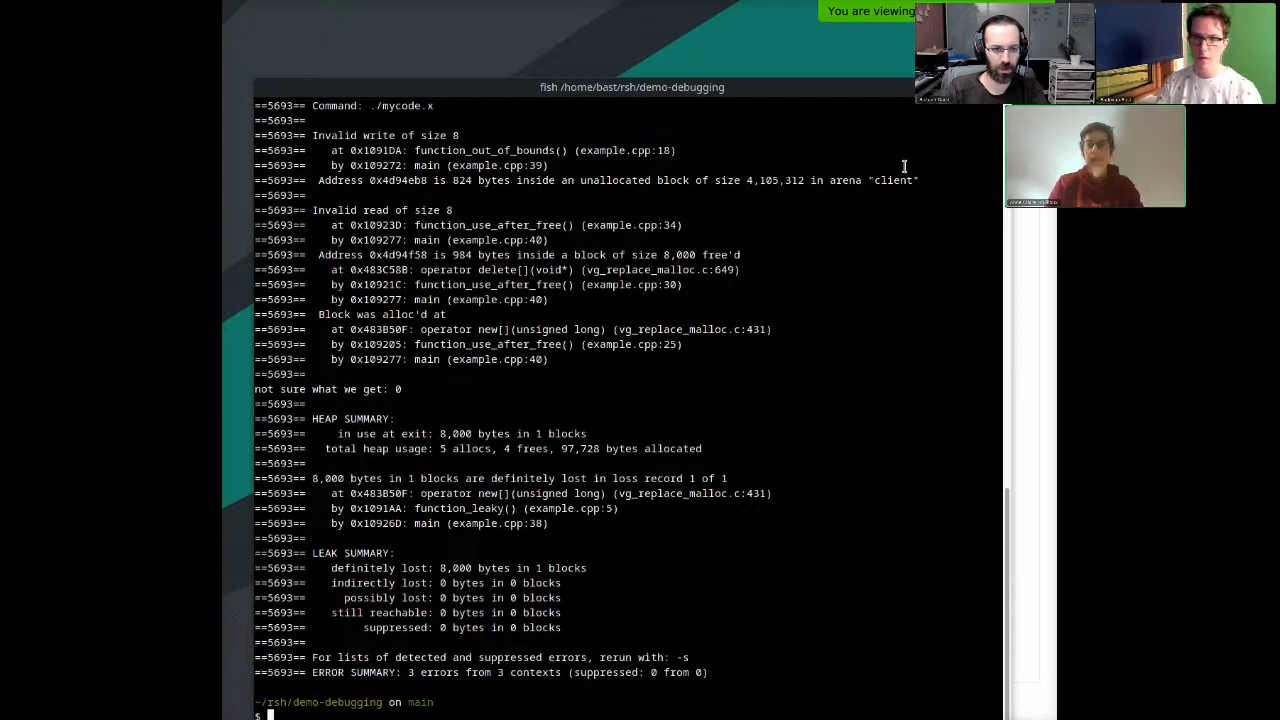 You are viewing
fish /home/bast/rsh/demo-debugging
==5693== Command: ./mycode.x
==5693==
==5693== Invalid write of size 8
==5693==    at 0x1091DA: function_out_of_bounds() (example.cpp:18)
==5693==    by 0x109272: main (example.cpp:39)
==5693==  Address 0x4d94eb8 is 824 bytes inside an unallocated block of size 4,105,312 in arena "client"
==5693==
==5693== Invalid read of size 8
==5693==    at 0x10923D: function_use_after_free() (example.cpp:34)
==5693==    by 0x109277: main (example.cpp:40)
==5693==  Address 0x4d94f58 is 984 bytes inside a block of size 8,000 free'd
==5693==    at 0x483C58B: operator delete[](void*) (vg_replace_malloc.c:649)
==5693==    by 0x10921C: function_use_after_free() (example.cpp:30)
==5693==    by 0x109277: main (example.cpp:40)
==5693==  Block was alloc'd at
==5693==    at 0x483B50F: operator new[](unsigned long) (vg_replace_malloc.c:431)
==5693==    by 0x109205: function_use_after_free() (example.cpp:25)
==5693==    by 0x109277: main (example.cpp:40)
==5693==
not sure what we get: 0
==5693==
==5693== HEAP SUMMARY:
==5693==     in use at exit: 8,000 bytes in 1 blocks
==5693==   total heap usage: 5 allocs, 4 frees, 97,728 bytes allocated
==5693==
==5693== 8,000 bytes in 1 blocks are definitely lost in loss record 1 of 1
==5693==    at 0x483B50F: operator new[](unsigned long) (vg_replace_malloc.c:431)
==5693==    by 0x1091AA: function_leaky() (example.cpp:5)
==5693==    by 0x10926D: main (example.cpp:38)
==5693==
==5693== LEAK SUMMARY:
==5693==    definitely lost: 8,000 bytes in 1 blocks
==5693==    indirectly lost: 0 bytes in 0 blocks
==5693==      possibly lost: 0 bytes in 0 blocks
==5693==    still reachable: 0 bytes in 0 blocks
==5693==         suppressed: 0 bytes in 0 blocks
==5693==
==5693== For lists of detected and suppressed errors, rerun with: -s
==5693== ERROR SUMMARY: 3 errors from 3 contexts (suppressed: 0 from 0)
~/rsh/demo-debugging on main
$